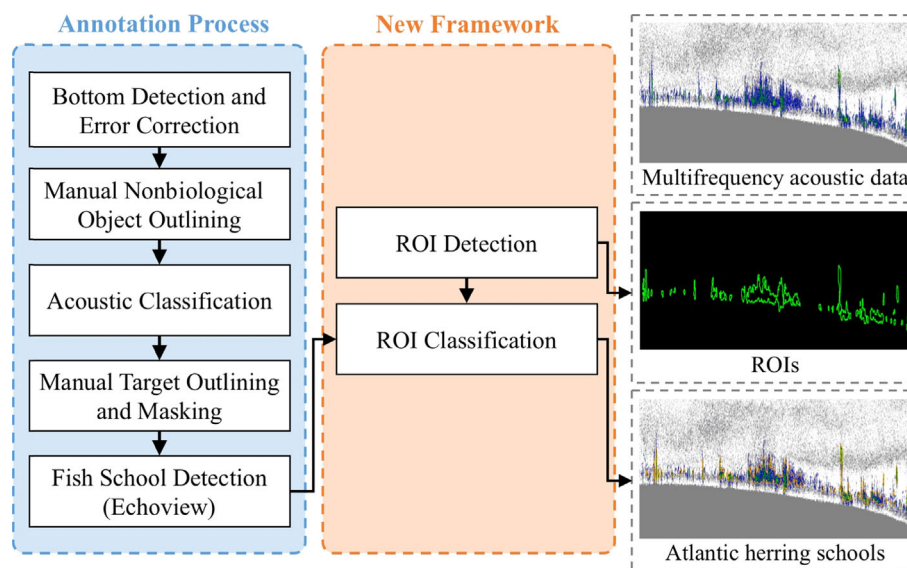 Annotation Process
Bottom Detection and
Error Correction
Manual Nonbiological
Object Outlining
Acoustic Classification
Manual Target Outlining
and Masking
Fish School Detection
(Echoview)
New Framework
ROI Detection
ROI Classification
Multifrequency acoustic data
ROIs
Atlantic herring schools